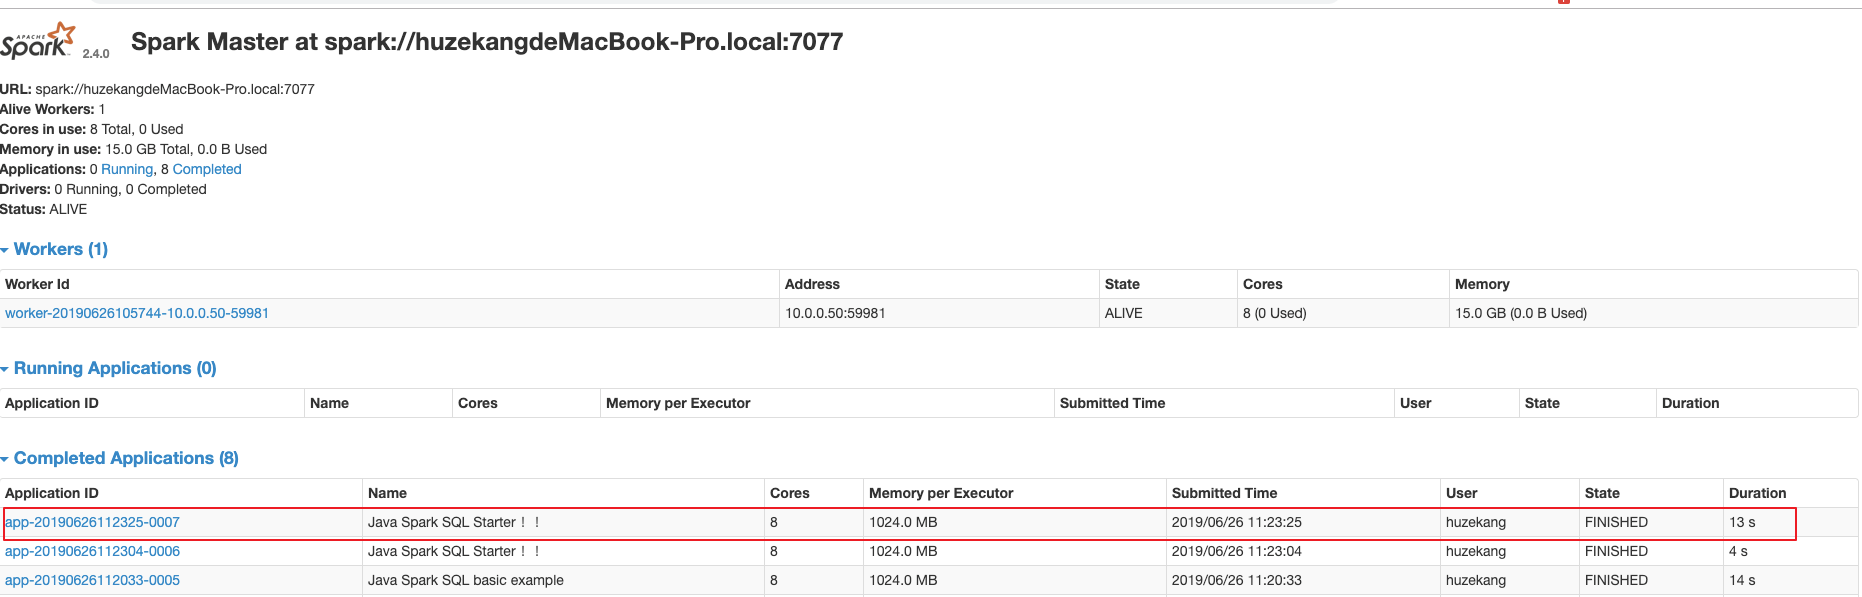 APACHE
Spark 2.4.0 Spark Master at spark://huzekangdeMacBook-Pro.local:7077
URL: spark://huzekangdeMacBook-Pro.local:7077
Alive Workers: 1
Cores in use: 8 Total, 0 Used
Memory in use: 15.0 GB Total, 0.0 B Used
Applications: 0 Running, 8 Completed
Drivers: 0 Running, 0 Completed
Status: ALIVE
Workers (1)
Worker Id Address State Cores Memory
worker-20190626105744-10.0.0.50-59981 10.0.0.50:59981 ALIVE 8 (0 Used) 15.0 GB (0.0 B Used)
Running Applications (0)
Application ID Name Cores Memory per Executor Submitted Time User State Duration
Completed Applications (8)
Application ID Name Cores Memory per Executor Submitted Time User State Duration
app-20190626112325-0007 Java Spark SQL Starter！！ 8 1024.0 MB 2019/06/26 11:23:25 huzekang FINISHED 13 s
app-20190626112304-0006 Java Spark SQL Starter！！ 8 1024.0 MB 2019/06/26 11:23:04 huzekang FINISHED 4 s
app-20190626112033-0005 Java Spark SQL basic example 8 1024.0 MB 2019/06/26 11:20:33 huzekang FINISHED 14 s